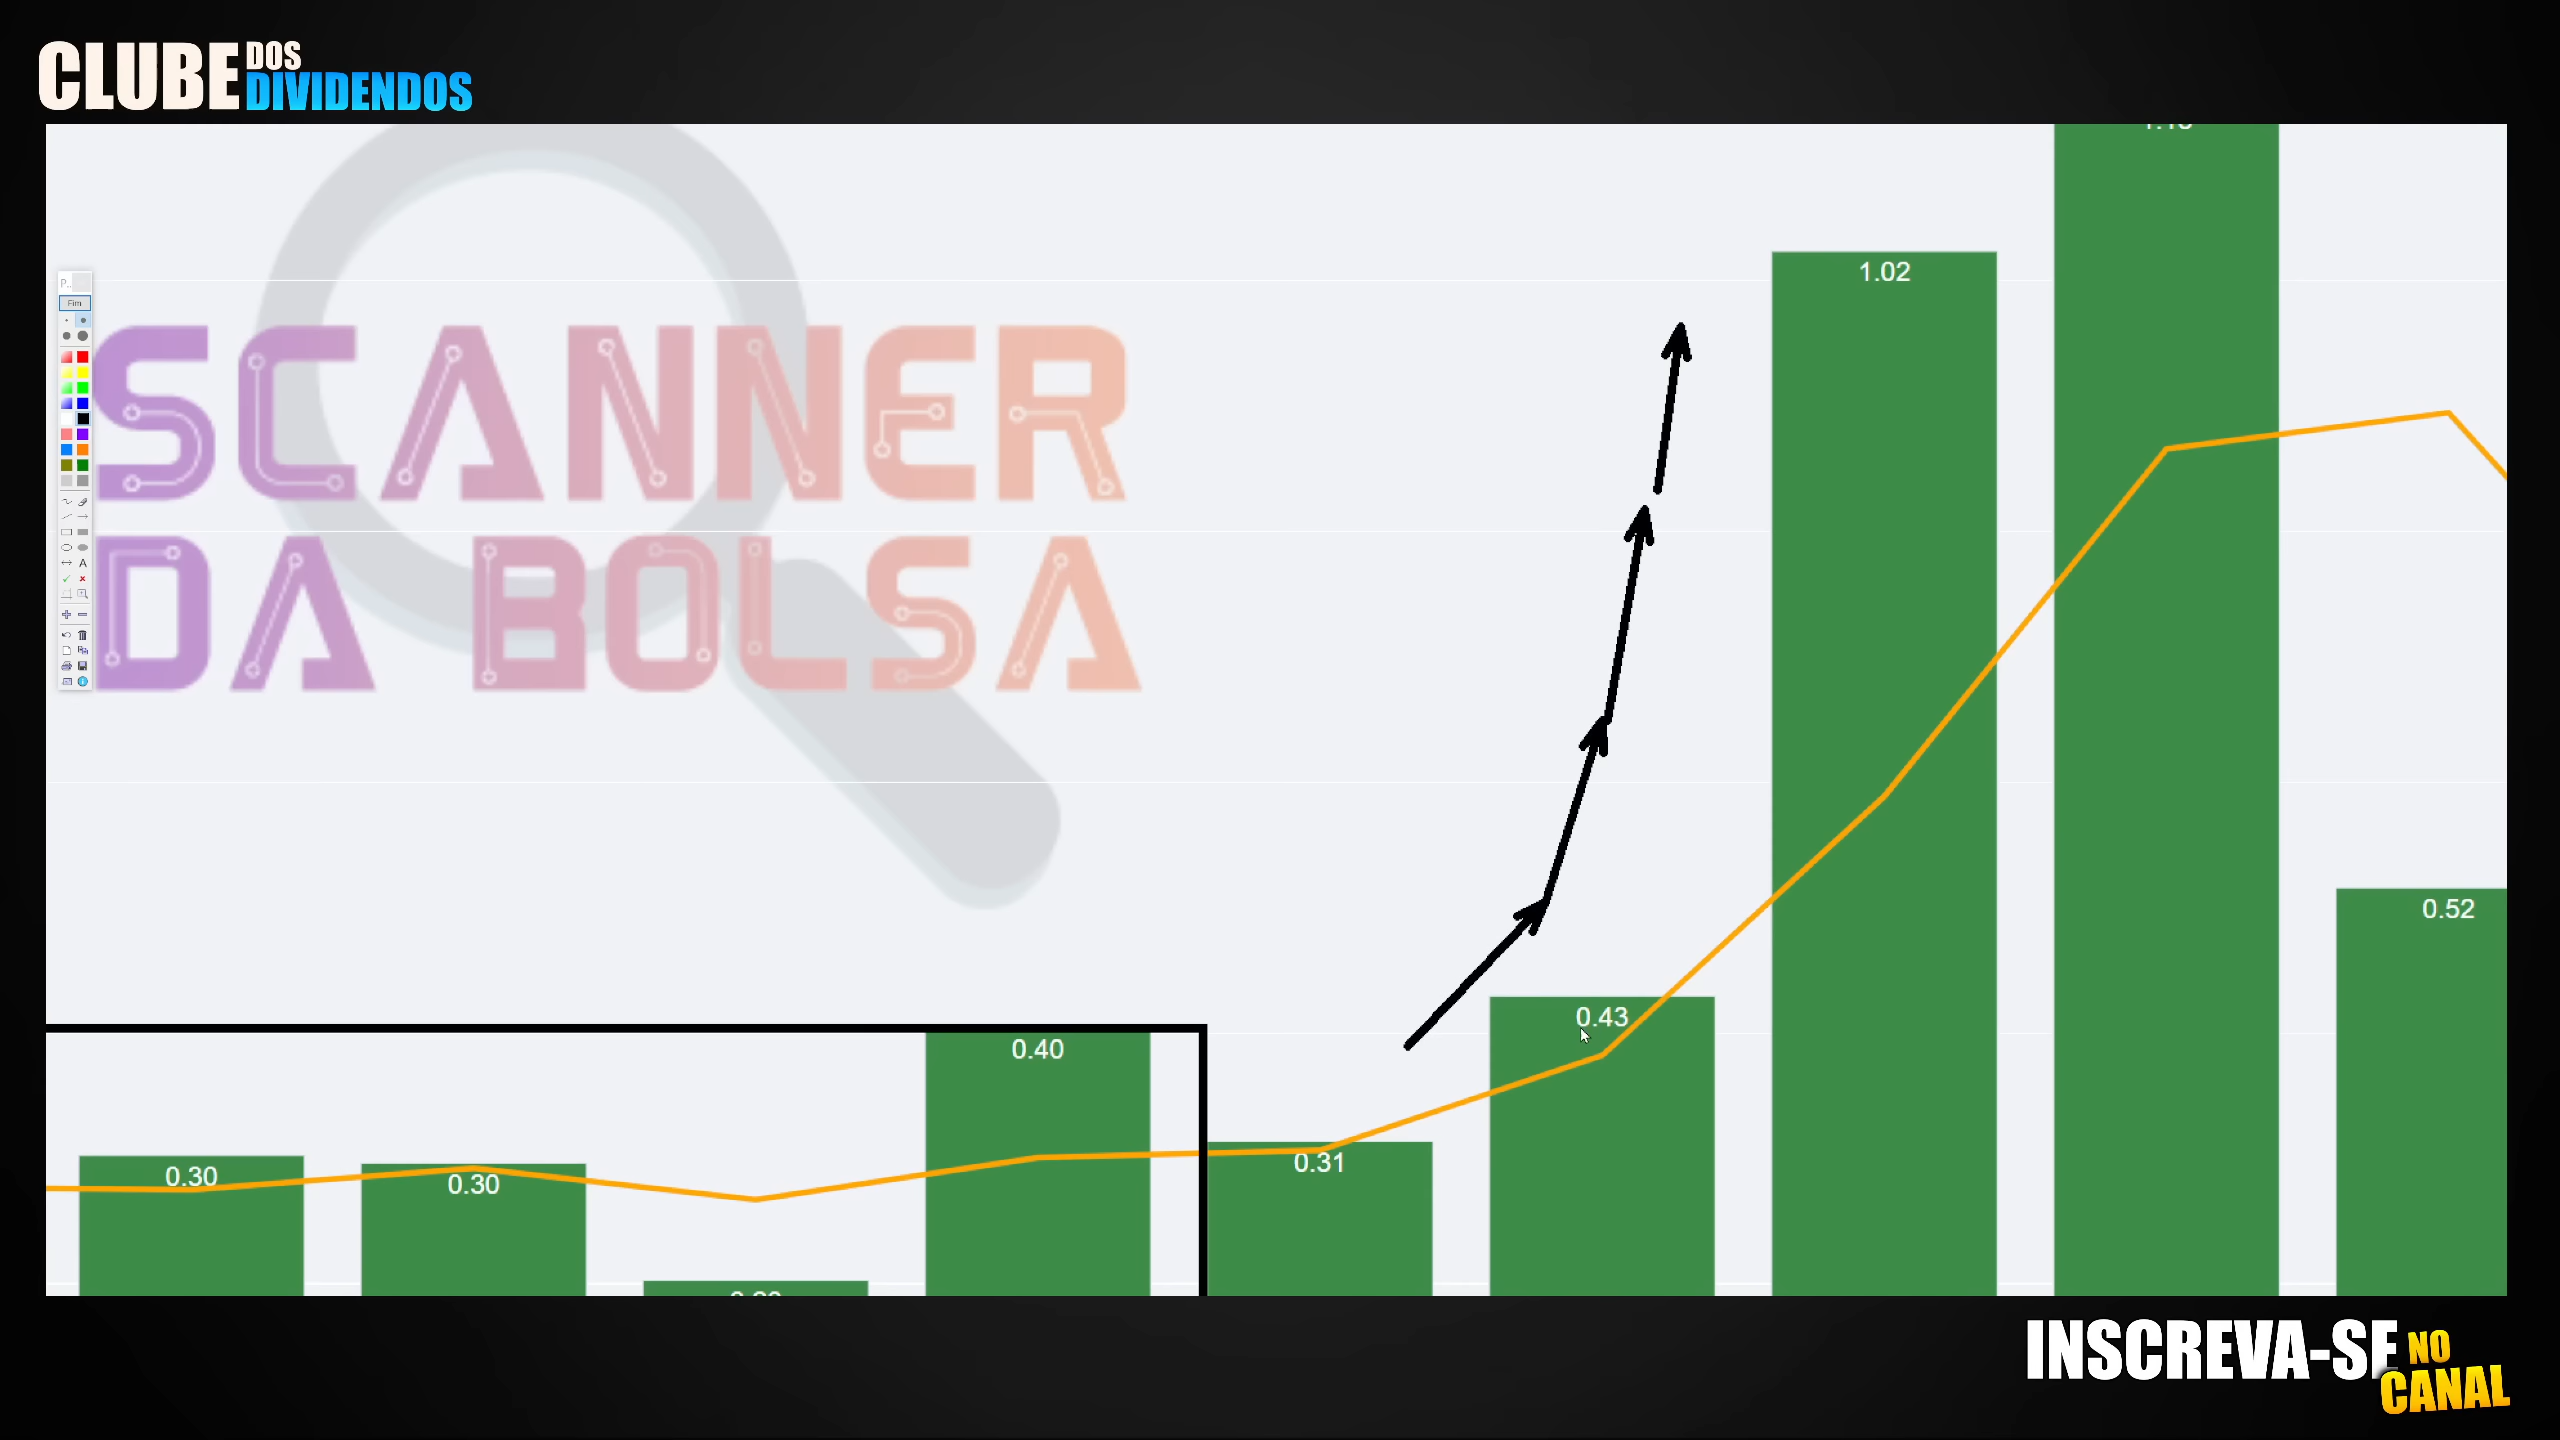 CLUBE DOS
DIVIDENDOS
P..
Fim
SCANNER
DA BOLSA
A
1.02
0.52
0.43
0.40
0.31
0.30
0.30
INSCREVA-SE NO
CANAL